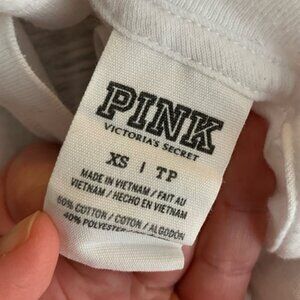 PINK
VICTORIA'S SECRET
XS | TP
MADE IN VIETNAM / FAIT AU
VIETNAM / HECHO EN VIETNAM
60% COTTON / COTON / ALGODON
40% POLYESTER